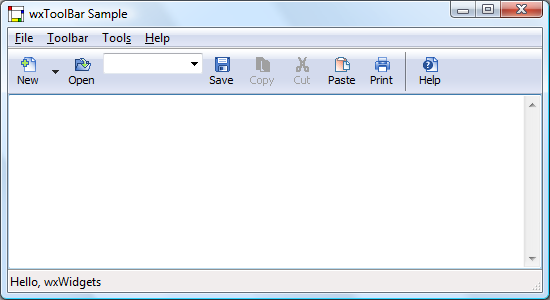 wxToolBar Sample
File Toolbar Tools Help
New Open Save Copy Cut Paste Print Help
Hello, wxWidgets